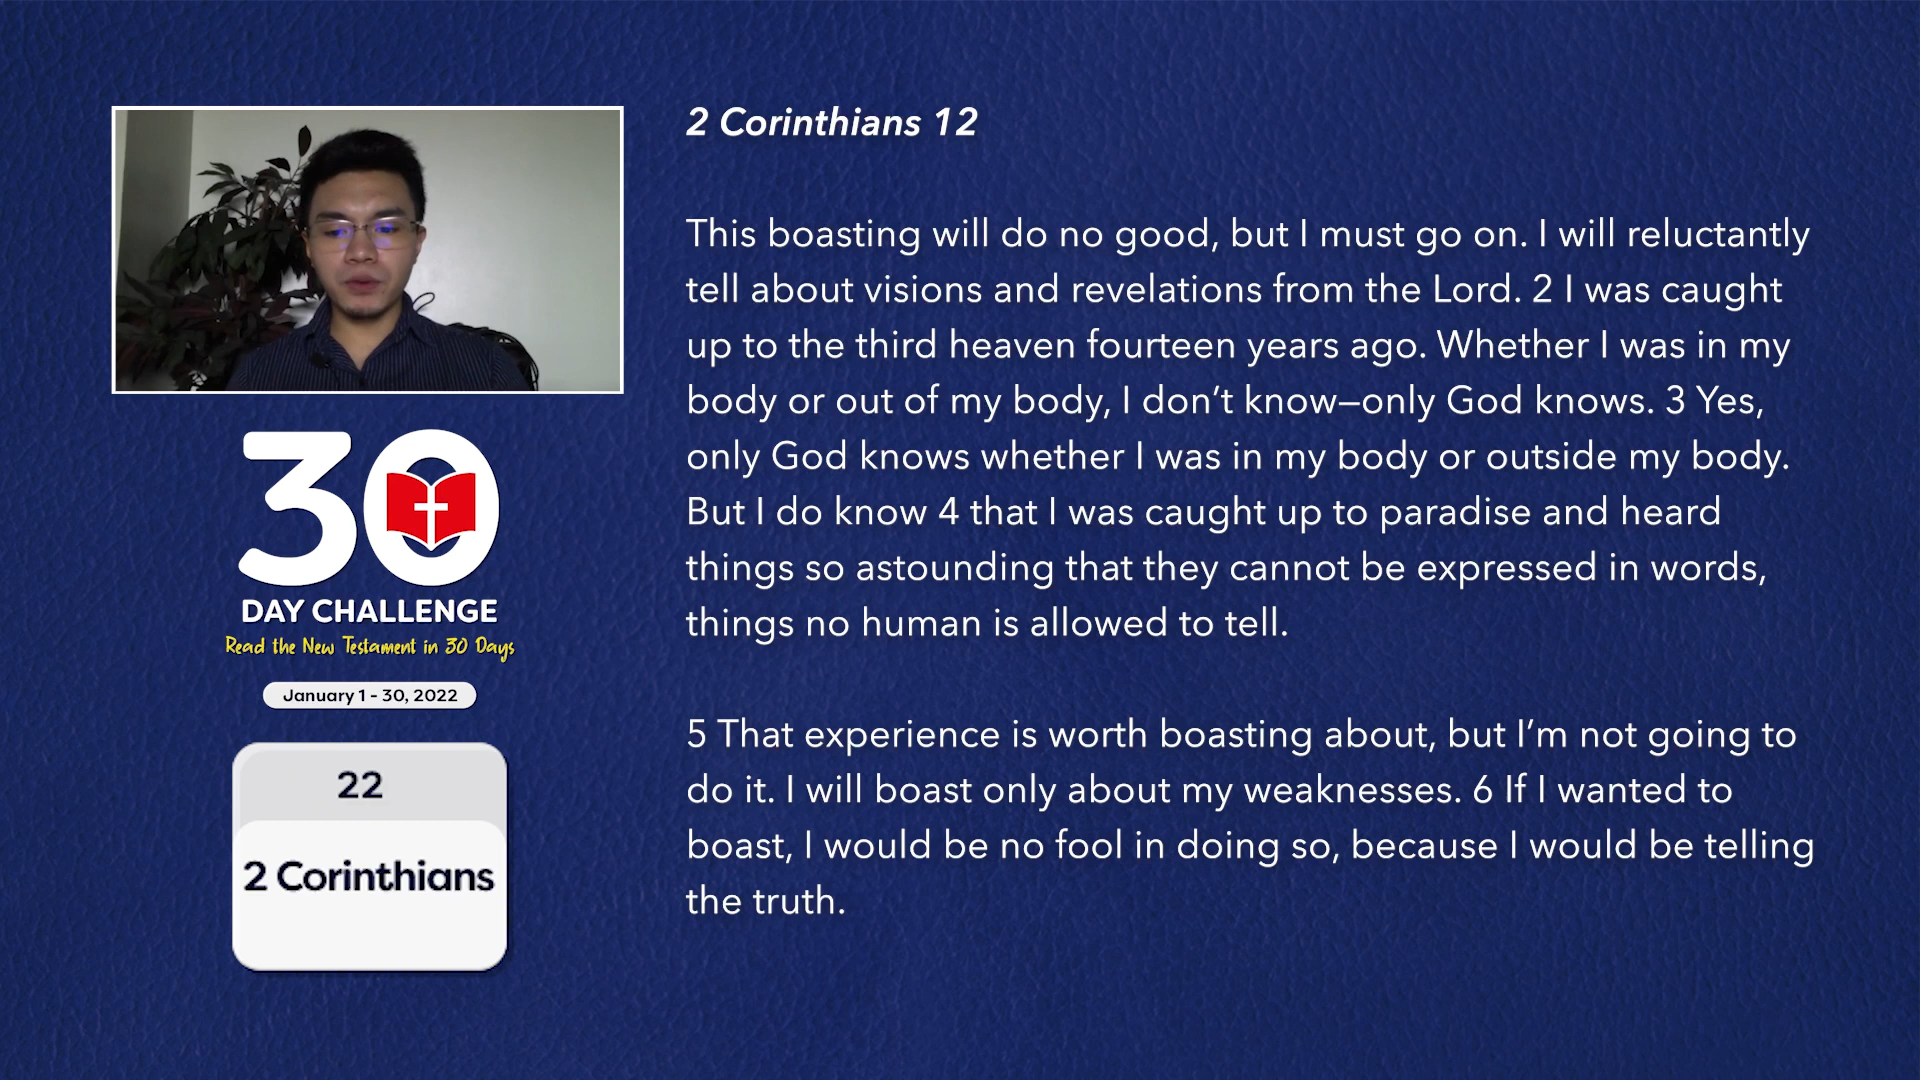 2 Corinthians 12
This boasting will do no good, but I must go on. I will reluctantly
tell about visions and revelations from the Lord. 2 I was caught
up to the third heaven fourteen years ago. Whether I was in my
body or out of my body, I don’t know—only God knows. 3 Yes,
only God knows whether I was in my body or outside my body.
But I do know 4 that I was caught up to paradise and heard
things so astounding that they cannot be expressed in words,
things no human is allowed to tell.
5 That experience is worth boasting about, but I’m not going to
do it. I will boast only about my weaknesses. 6 If I wanted to
boast, I would be no fool in doing so, because I would be telling
the truth.
30
DAY CHALLENGE
Read the New Testament in 30 Days
January 1 - 30, 2022
22
2 Corinthians